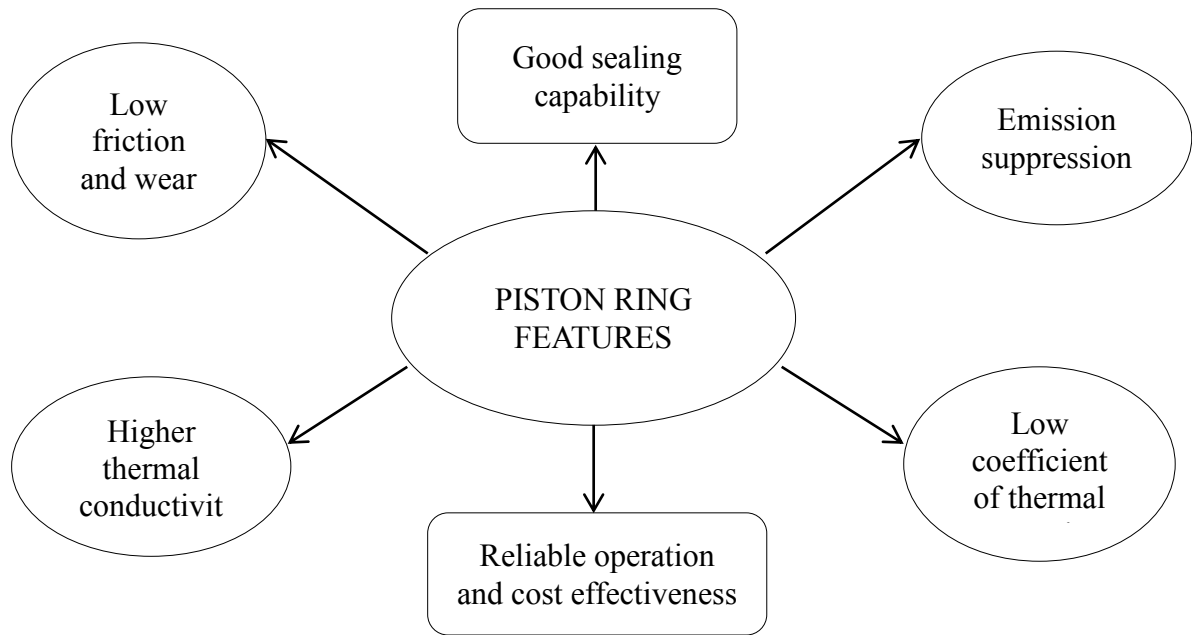 Good sealing
capability
Low
friction
and wear
Emission
suppression
PISTON RING
FEATURES
Higher
thermal
conductivit
Low
coefficient
of thermal
Reliable operation
and cost effectiveness